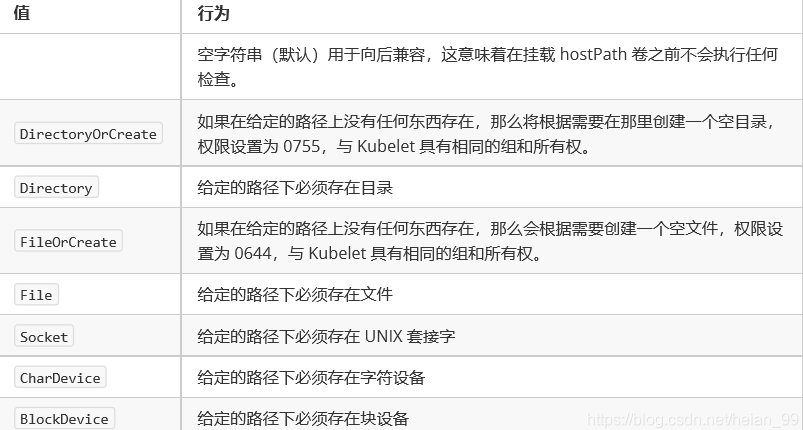 值 行为
空字符串（默认）用于向后兼容，这意味着在挂载 hostPath 卷之前不会执行任何
检查。
DirectoryOrCreate 如果在给定的路径上没有任何东西存在，那么将根据需要在那里创建一个空目录，
权限设置为 0755，与 Kubelet 具有相同的组和所有权。
Directory 给定的路径下必须存在目录
FileOrCreate 如果在给定的路径上没有任何东西存在，那么会根据需要创建一个空文件，权限设
置为 0644，与 Kubelet 具有相同的组和所有权。
File 给定的路径下必须存在文件
Socket 给定的路径下必须存在 UNIX 套接字
CharDevice 给定的路径下必须存在字符设备
BlockDevice 给定的路径下必须存在块设备
https://blog.csdn.net/heian_99